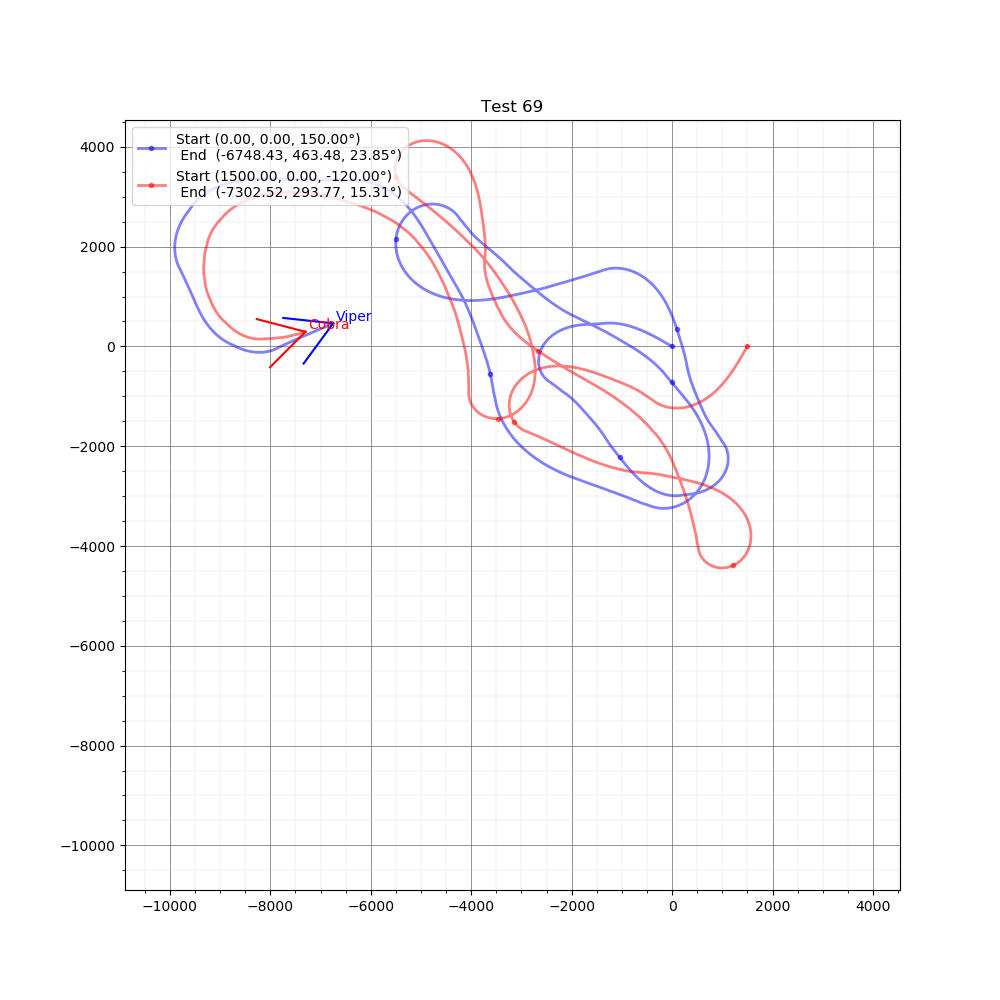 Test 69
Start (0.00, 0.00, 150.00°)
End (-6748.43, 463.48, 23.85°)
Start (1500.00, 0.00, -120.00°)
End (-7302.52, 293.77, 15.31°)
4000
2000
0
−2000
−4000
−6000
−8000
−10000
Viper
Cobra
−10000 −8000 −6000 −4000 −2000 0 2000 4000